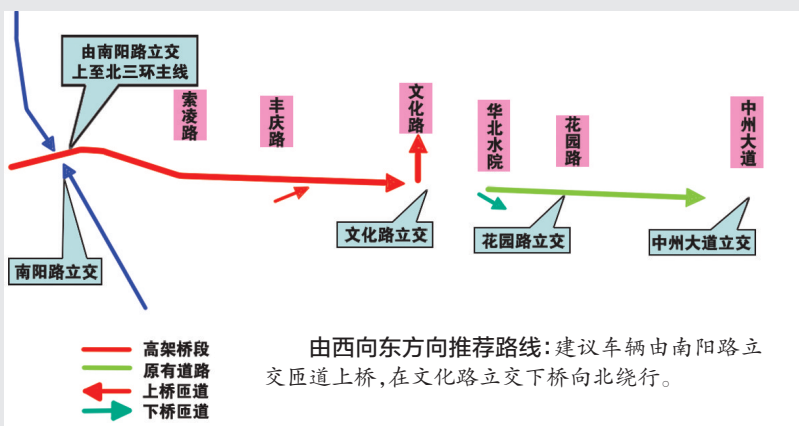 由南阳路立交
上至北三环主线
索凌路
丰庆路
文化路
华北水院
花园路
中州大道
文化路立交
花园路立交
中州大道立交
南阳路立交
高架桥段
原有道路
上桥匝道
下桥匝道
由西向东方向推荐路线:建议车辆由南阳路立
交匝道上桥,在文化路立交下桥向北绕行。